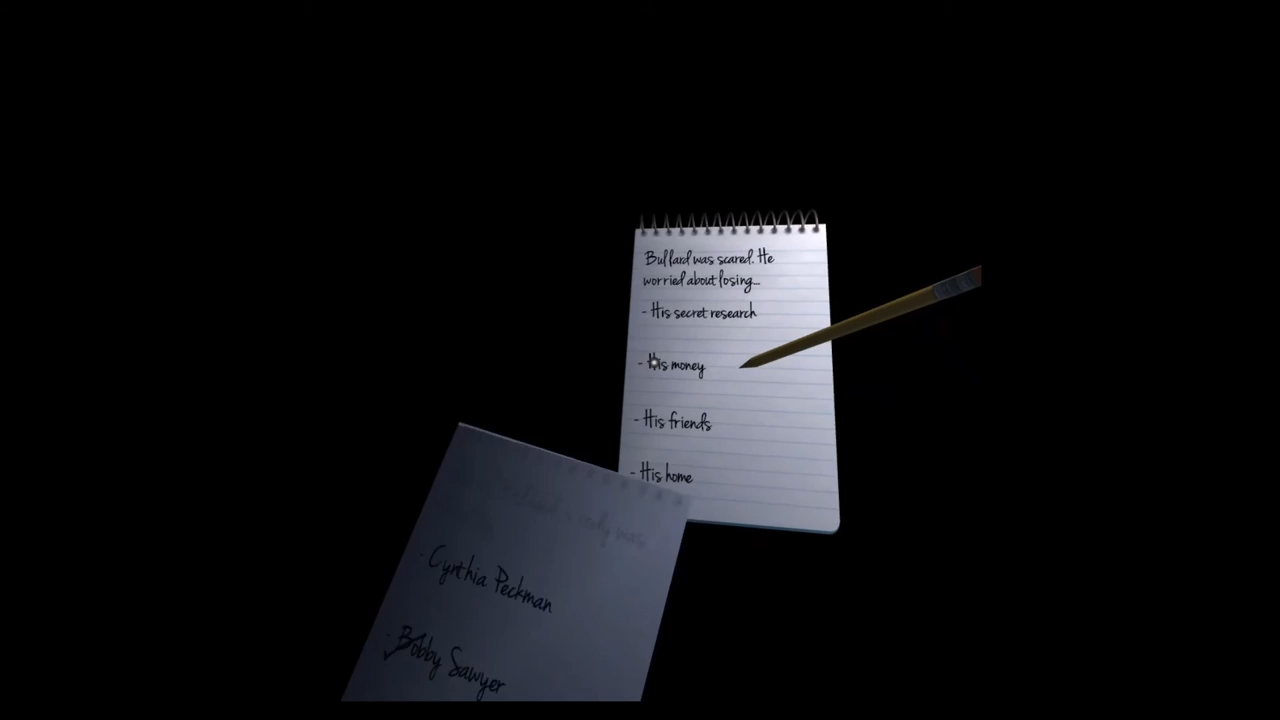 Bullard was scared. He
worried about losing...
- His secret research
- His money
- His friends
- His home
- Cynthia Peckman
- Bobby Sawyer